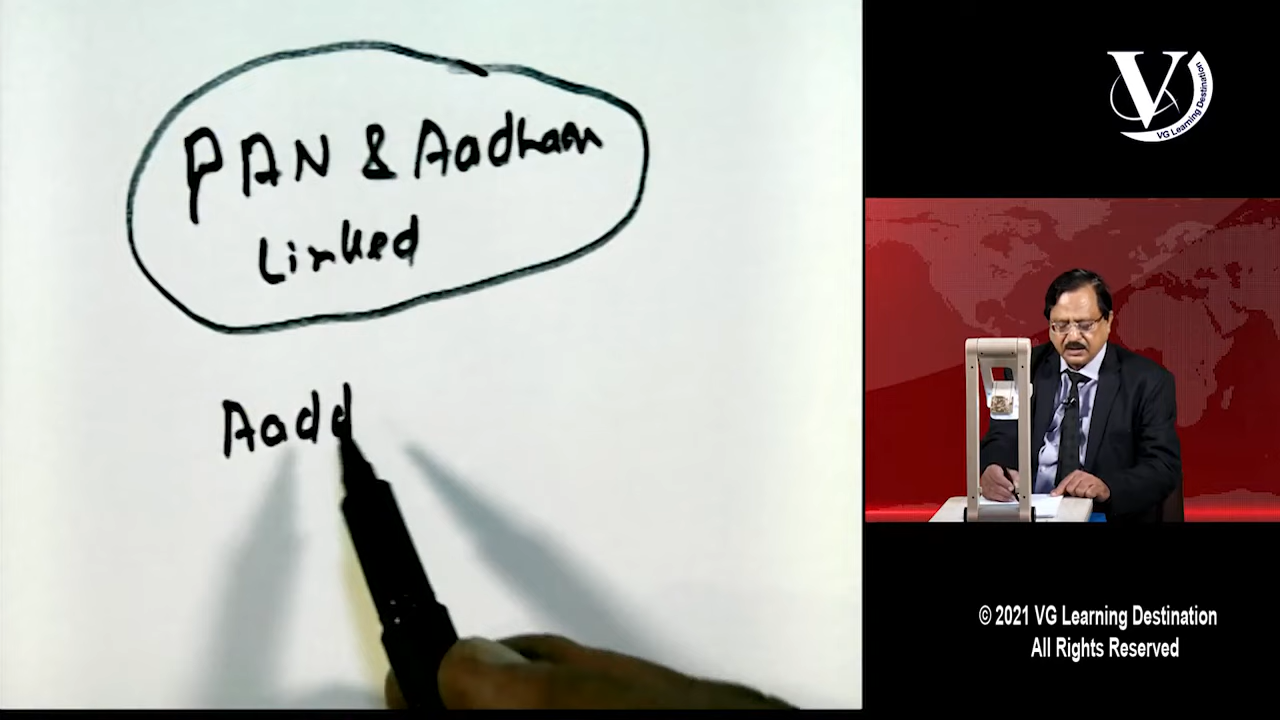 PAN & Aadhaar
Linked
Aadd
V
VG Learning Destination
© 2021 VG Learning Destination
All Rights Reserved